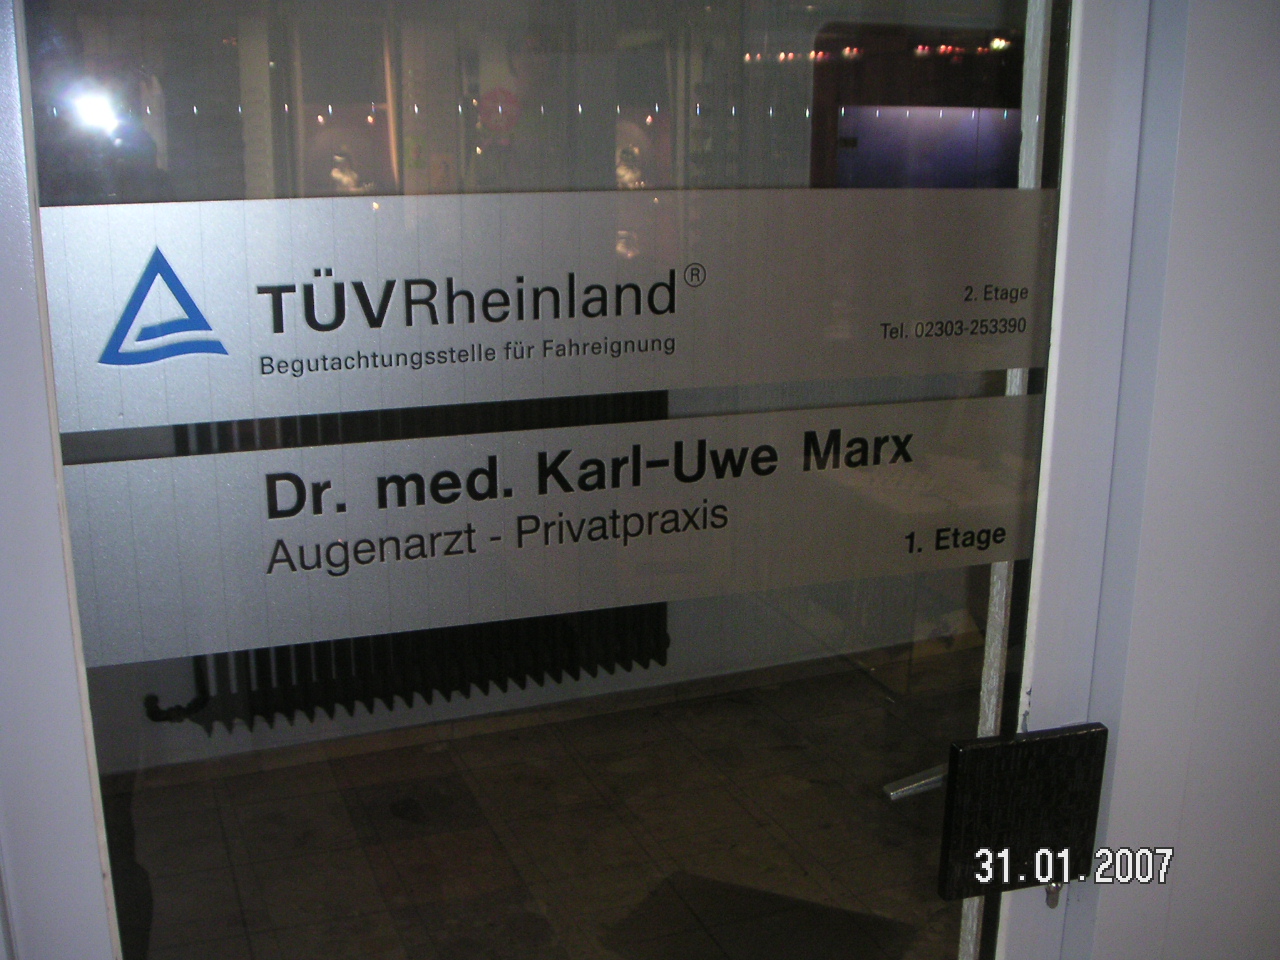 TÜVRheinland®
Begutachtungsstelle für Fahreignung
2. Etage
Tel. 02303-253390
Dr. med. Karl-Uwe Marx
Augenarzt - Privatpraxis
1. Etage
31.01.2007